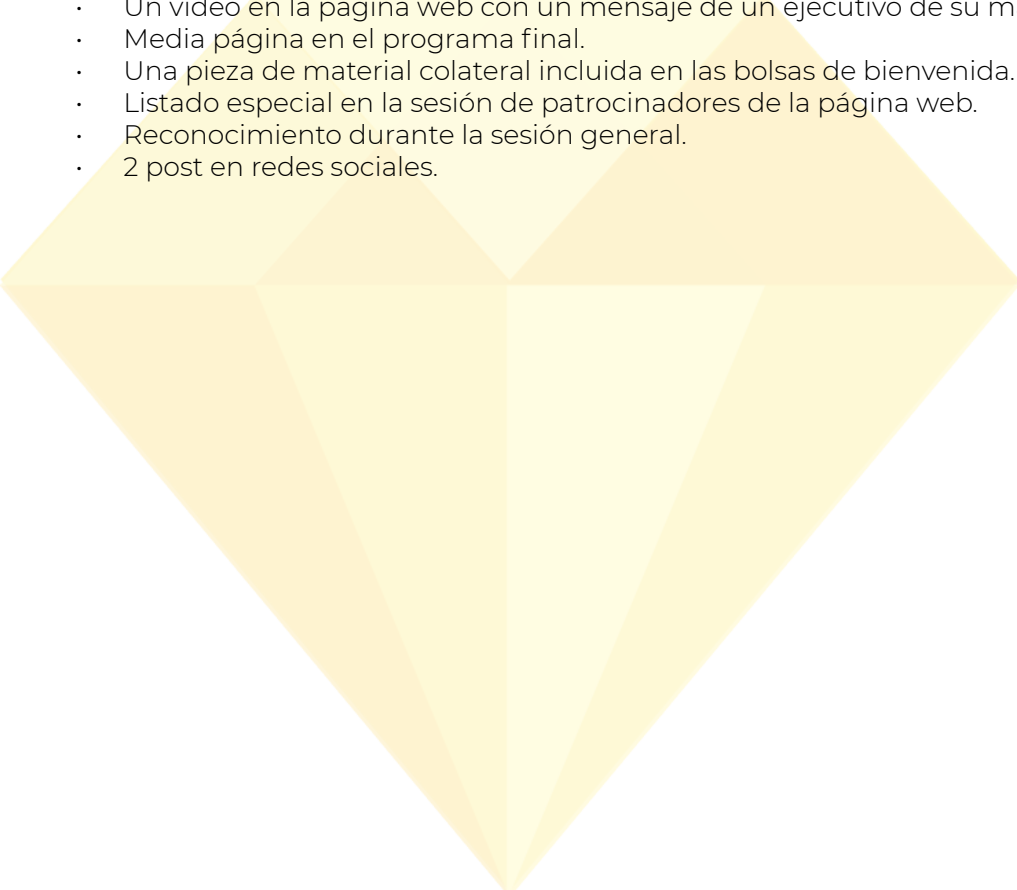 · Un video en la página web con un mensaje de un ejecutivo de su
· Media página en el programa final.
· Una pieza de material colateral incluida en las bolsas de bienvenida.
· Listado especial en la sesión de patrocinadores de la página web.
· Reconocimiento durante la sesión general.
· 2 post en redes sociales.